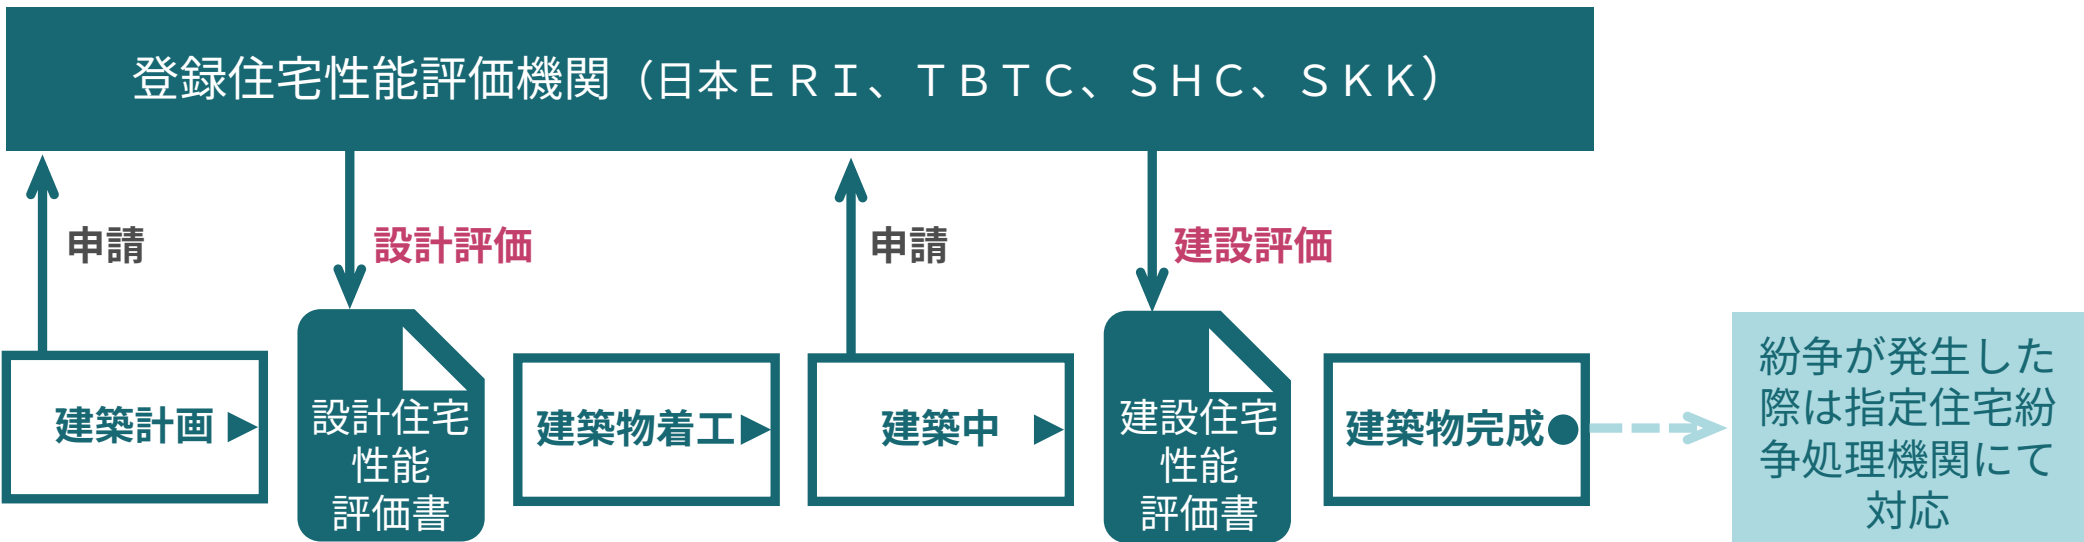 登録住宅性能評価機関（日本ＥＲＩ、ＴＢＴＣ、ＳＨＣ、ＳＫＫ）
申請
設計評価
申請
建設評価
建築計画▶
設計住宅
性能
評価書
建築物着工▶
建築中 ▶
建設住宅
性能
評価書
建築物完成●
紛争が発生した
際は指定住宅紛
争処理機関にて
対応